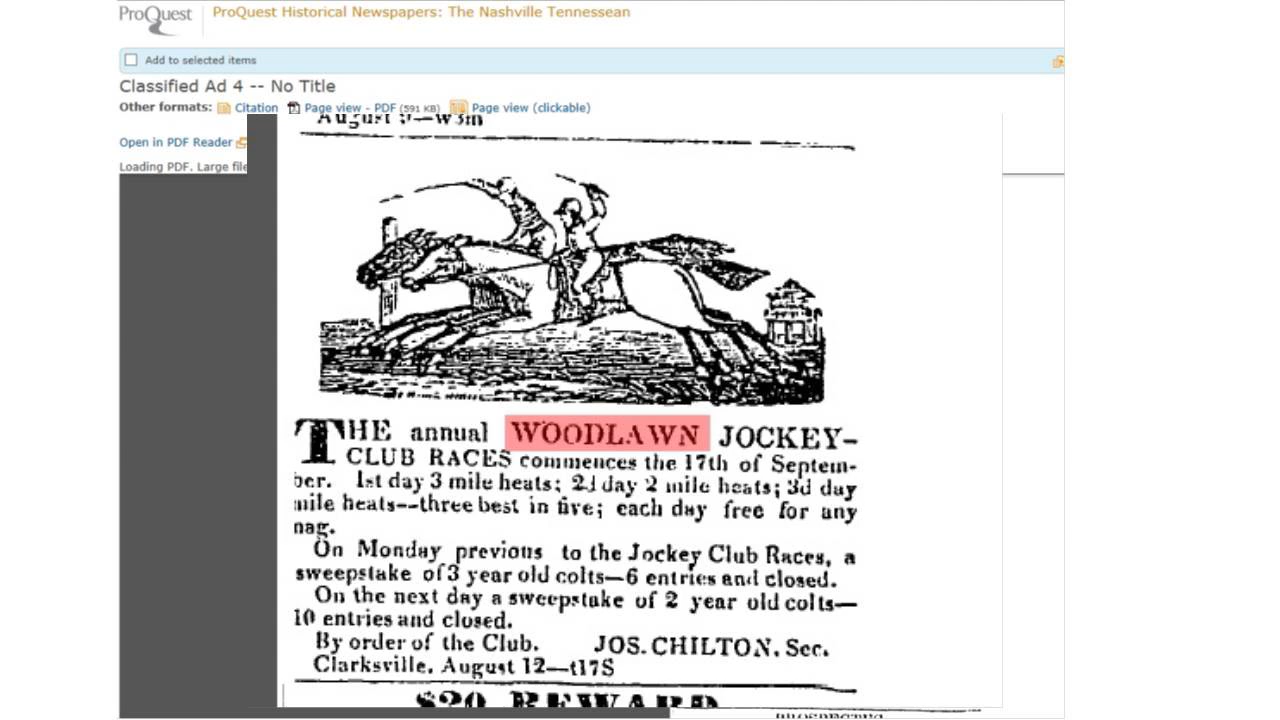 ProQuest
ProQuest Historical Newspapers: The Nashville Tennessean
Add to selected items
Classified Ad 4 -- No Title
Other formats: Citation Page view - PDF (591 KB) Page view (clickable)
Open in PDF Reader
Loading PDF. Large file
THE annual WOODLAWN JOCKEY-
CLUB RACES commences the 17th of Septem-
ber. 1st day 3 mile heats; 2d day 2 mile heats; 3d day
mile heats--three best in five; each day free for any
nag.
On Monday previous to the Jockey Club Races, a
sweepstake of 3 year old colts—6 entries and closed.
On the next day a sweepstake of 2 year old colts—
10 entries and closed.
By order of the Club. JOS. CHILTON, Sec.
Clarksville, August 12—t17S
$20 REWARD